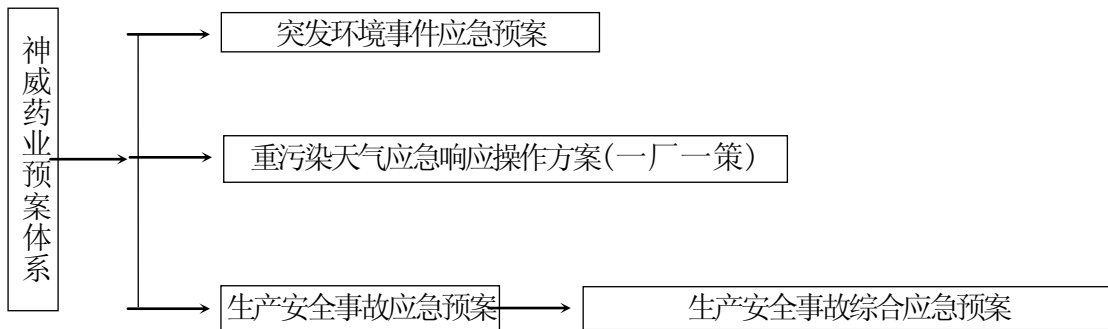 神威药业预案体系
突发环境事件应急预案
重污染天气应急响应操作方案(一厂一策)
生产安全事故应急预案
生产安全事故综合应急预案